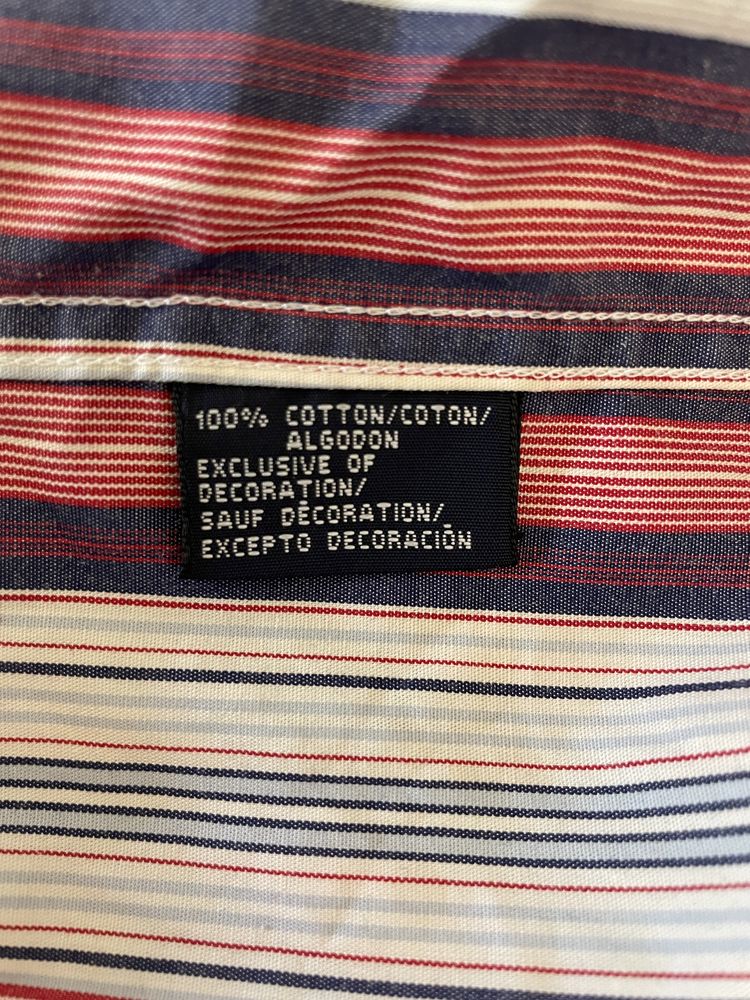 100% COTTON/COTON/
ALGODON
EXCLUSIVE OF
DECORATION/
SAUF DÉCORATION/
EXCEPTO DECORACIÓN